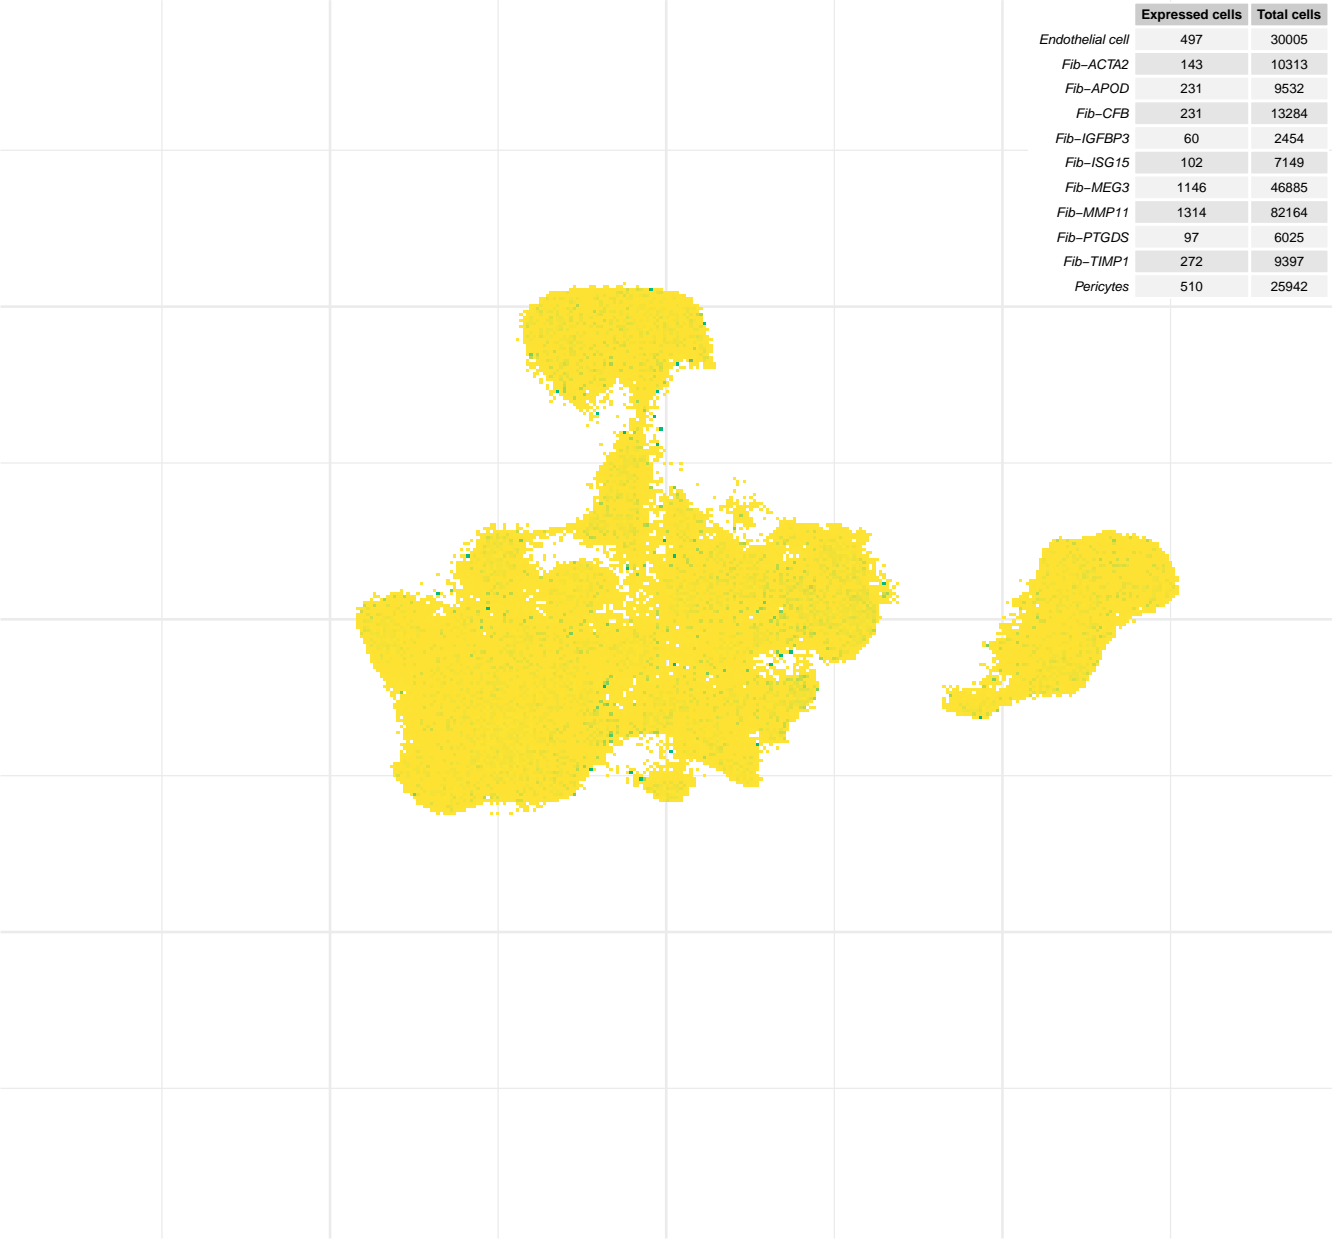 Expressed cells Total cells
Endothelial cell 497 30005
Fib−ACTA2 143 10313
Fib−APOD 231 9532
Fib−CFB 231 13284
Fib−IGFBP3 60 2454
Fib−ISG15 102 7149
Fib−MEG3 1146 46885
Fib−MMP11 1314 82164
Fib−PTGDS 97 6025
Fib−TIMP1 272 9397
Pericytes 510 25942